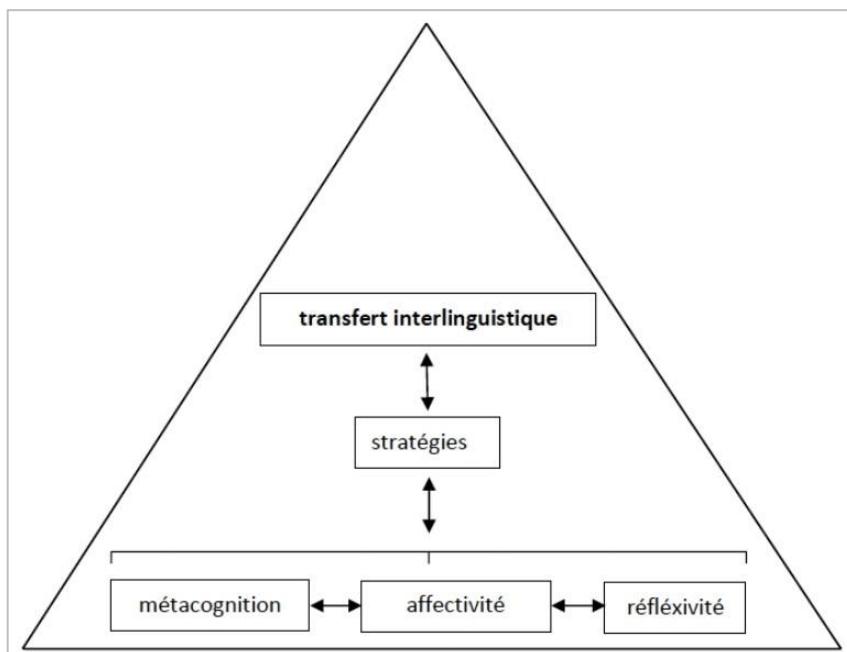 transfert interlinguistique
stratégies
métacognition
affectivité
réfléxivité